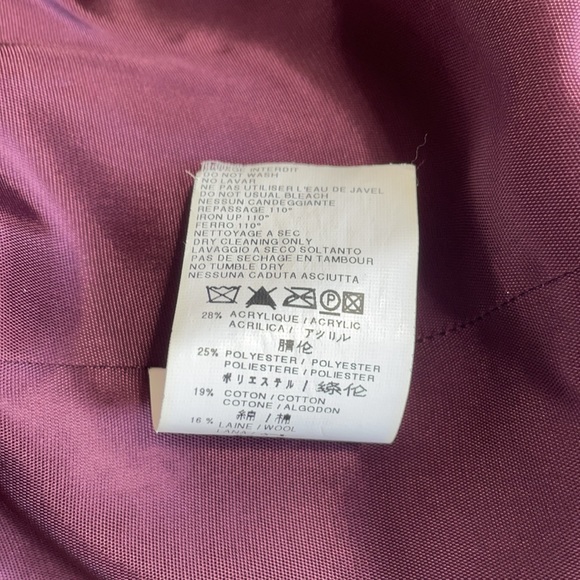 LAVAGE INTERDIT
DO NOT WASH
NO LAVAR
NE PAS UTILISER L'EAU DE JAVEL
DO NOT USUAL BLEACH
NESSUN CANDEGGIANTE
REPASSAGE 110°
IRON UP 110°
FERRO 110°
NETTOYAGE A SEC
DRY CLEANING ONLY
LAVAGGIO A SECO SOLTANTO
PAS DE SECHAGE EN TAMBOUR
NO TUMBLE DRY
NESSUNA CADUTA ASCIUTTA
P
28% ACRYLIQUE / ACRYLIC
ACRILICA / アクリル
腈伦
25% POLYESTER / POLYESTER
POLIESTERE / POLIESTER
ポリエステル / 绦伦
19% COTON / COTTON
COTONE / ALGODON
綿 / 棉
16% LAINE / WOOL
LANA /